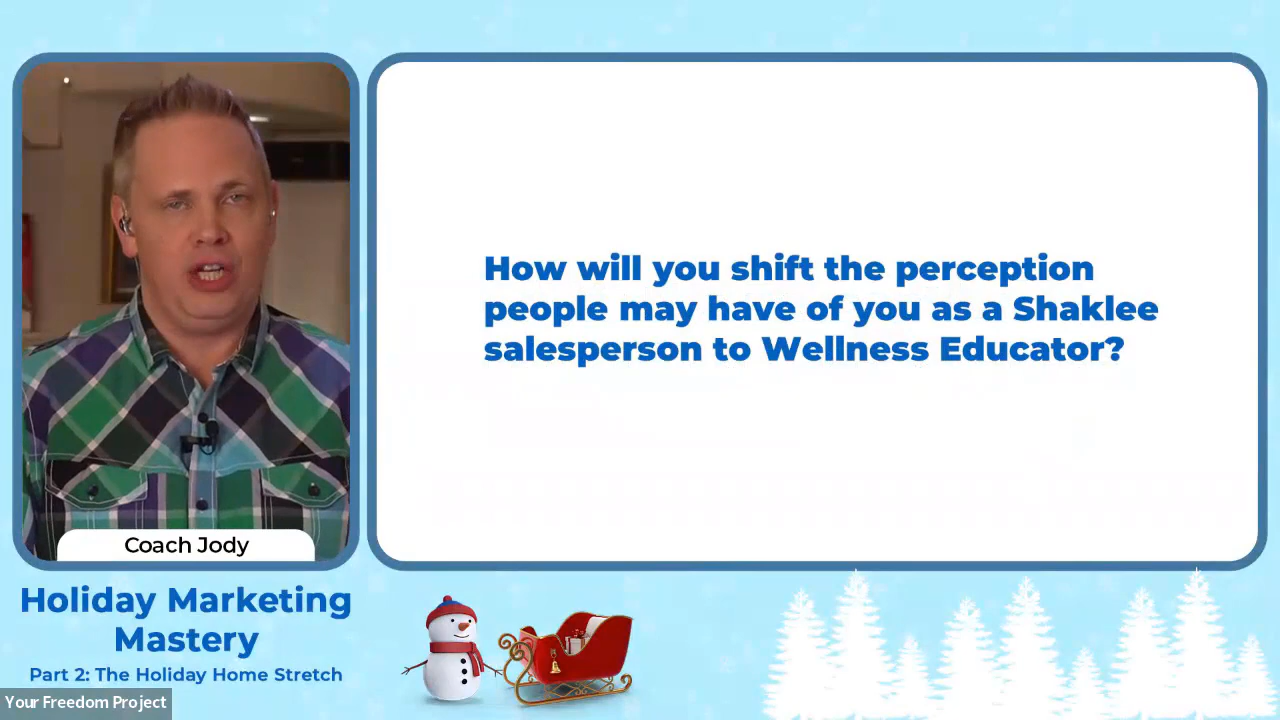 How will you shift the perception
people may have of you as a Shaklee
salesperson to Wellness Educator?
Coach Jody
Holiday Marketing
Mastery
Part 2: The Holiday Home Stretch
Your Freedom Project